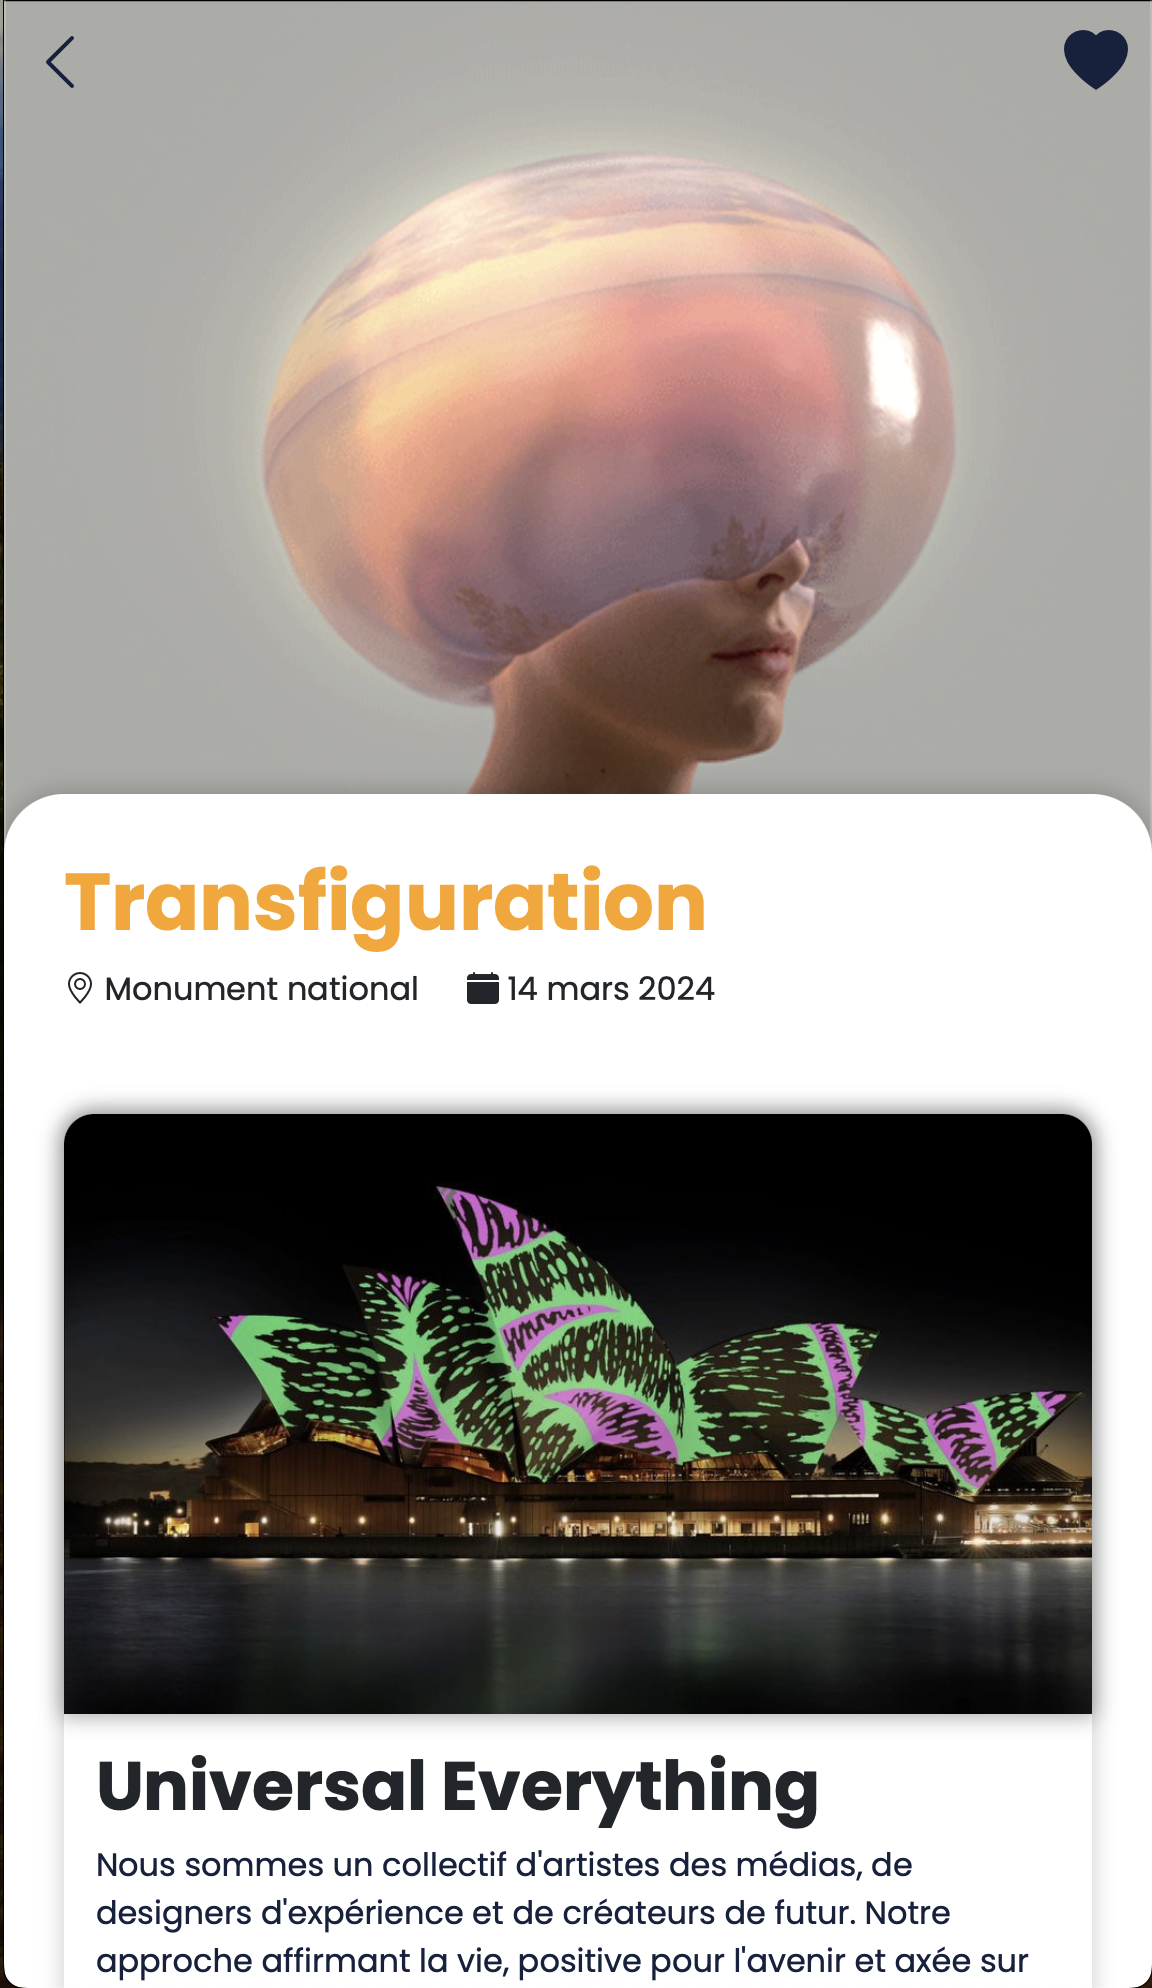 Transfiguration
Monument national 14 mars 2024
Universal Everything
Nous sommes un collectif d'artistes des médias, de
designers d'expérience et de créateurs de futur. Notre
approche affirmant la vie, positive pour l'avenir et axée sur